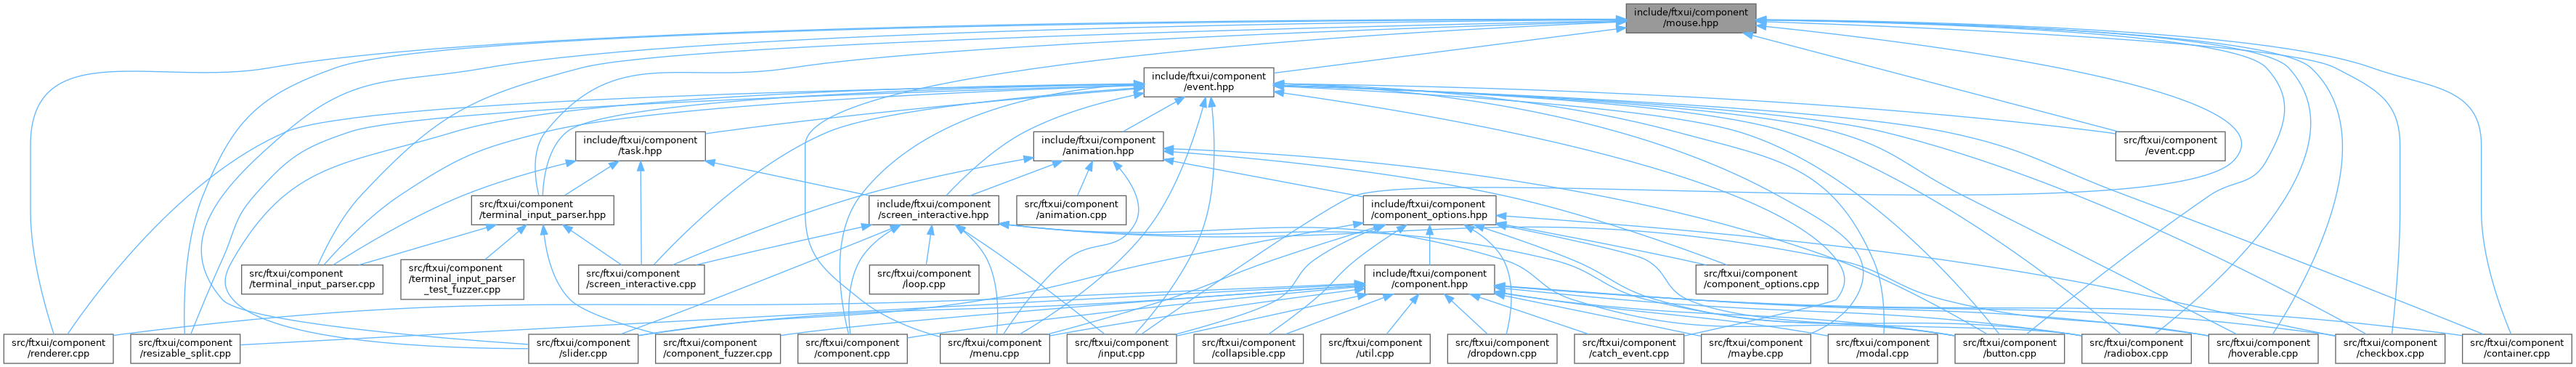 include/ftxui/component
/mouse.hpp
include/ftxui/component
/event.hpp
include/ftxui/component
/task.hpp
include/ftxui/component
/animation.hpp
src/ftxui/component
/event.cpp
src/ftxui/component
/terminal_input_parser.hpp
include/ftxui/component
/screen_interactive.hpp
src/ftxui/component
/animation.cpp
include/ftxui/component
/component_options.hpp
src/ftxui/component
/terminal_input_parser.cpp
src/ftxui/component
/terminal_input_parser
_test_fuzzer.cpp
src/ftxui/component
/screen_interactive.cpp
src/ftxui/component
/loop.cpp
include/ftxui/component
/component.hpp
src/ftxui/component
/component_options.cpp
src/ftxui/component
/renderer.cpp
src/ftxui/component
/resizable_split.cpp
src/ftxui/component
/slider.cpp
src/ftxui/component
/component_fuzzer.cpp
src/ftxui/component
/component.cpp
src/ftxui/component
/menu.cpp
src/ftxui/component
/input.cpp
src/ftxui/component
/collapsible.cpp
src/ftxui/component
/util.cpp
src/ftxui/component
/dropdown.cpp
src/ftxui/component
/catch_event.cpp
src/ftxui/component
/maybe.cpp
src/ftxui/component
/modal.cpp
src/ftxui/component
/button.cpp
src/ftxui/component
/radiobox.cpp
src/ftxui/component
/hoverable.cpp
src/ftxui/component
/checkbox.cpp
src/ftxui/component
/container.cpp